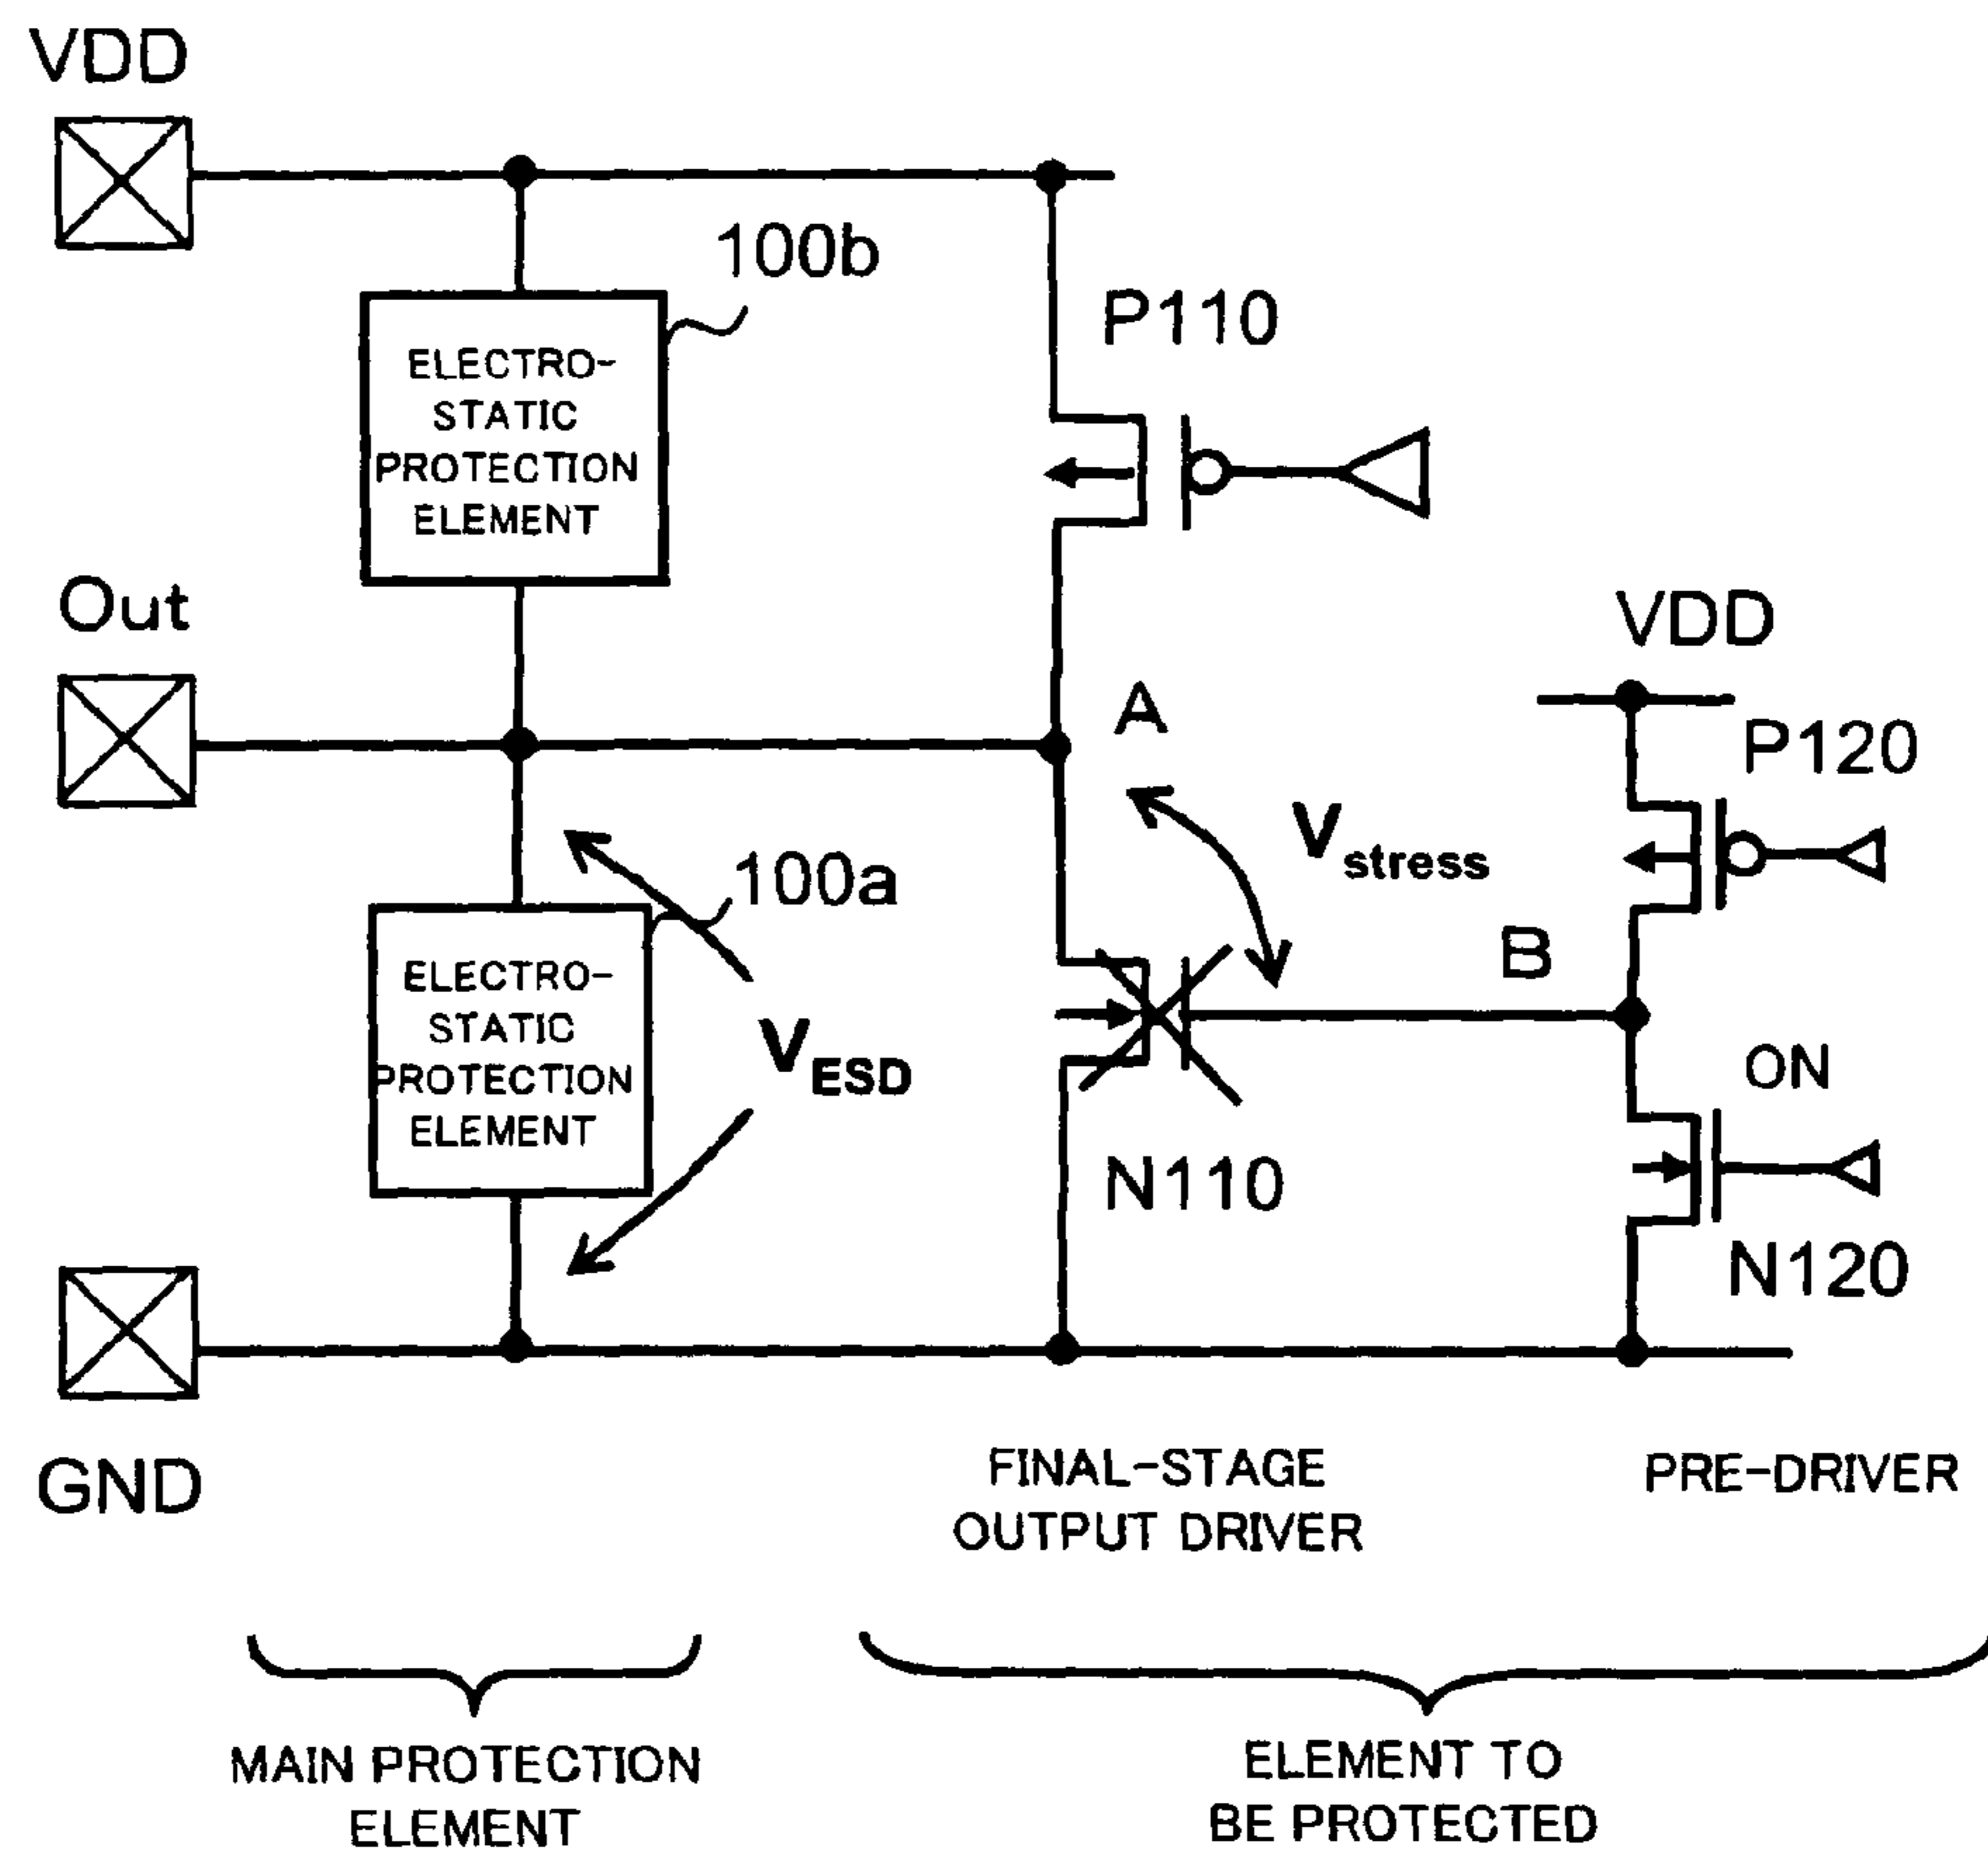 VDD
100b
P110
ELECTRO-
STATIC
PROTECTION
ELEMENT
Out
A
VDD
P120
Vstress
100a
B
ELECTRO-
STATIC
PROTECTION
ELEMENT
VESD
ON
N110
N120
GND
FINAL-STAGE
OUTPUT DRIVER
PRE-DRIVER
MAIN PROTECTION
ELEMENT
ELEMENT TO
BE PROTECTED